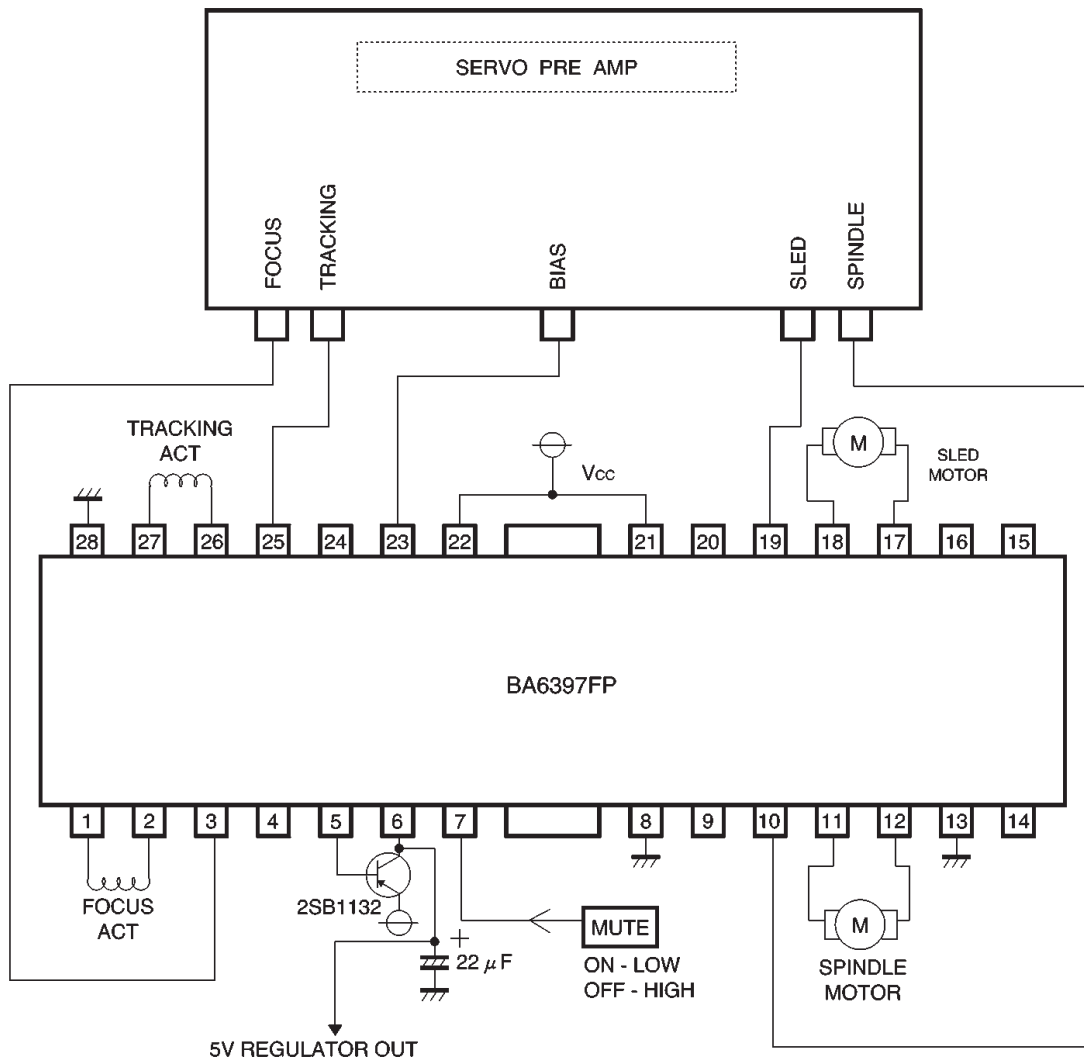 SERVO PRE AMP
FOCUS
TRACKING
BIAS
SLED
SPINDLE
TRACKING
ACT
VCC
M
SLED
MOTOR
28 27 26 25 24 23 22 21 20 19 18 17 16 15
BA6397FP
1 2 3 4 5 6 7 8 9 10 11 12 13 14
FOCUS
ACT
2SB1132
+
22 μF
MUTE
ON - LOW
OFF - HIGH
M
SPINDLE
MOTOR
5V REGULATOR OUT